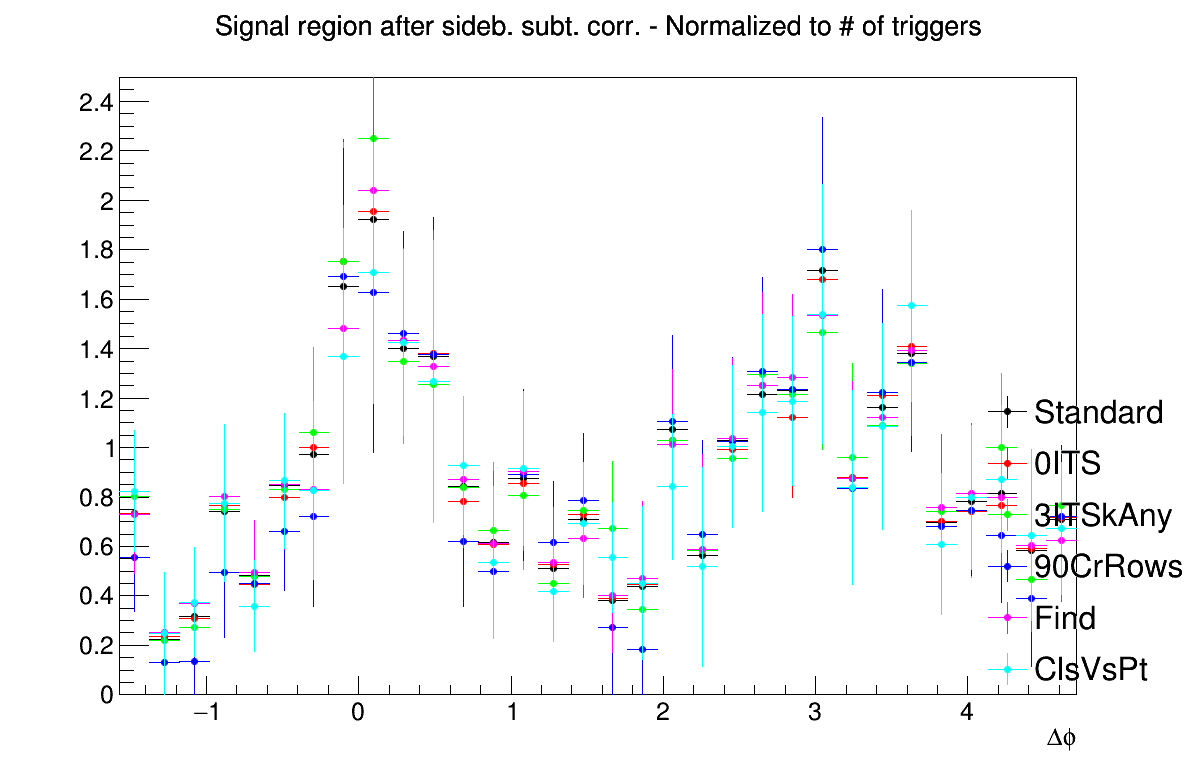 Signal region after sideb. subt. corr. - Normalized to # of triggers
2.4
2.2
2
1.8
1.6
1.4
1.2
1
0.8
0.6
0.4
0.2
0
−1 0 1 2 3 4
Δϕ
Standard
0ITS
3ITSkAny
90CrRows
Find
ClsVsPt